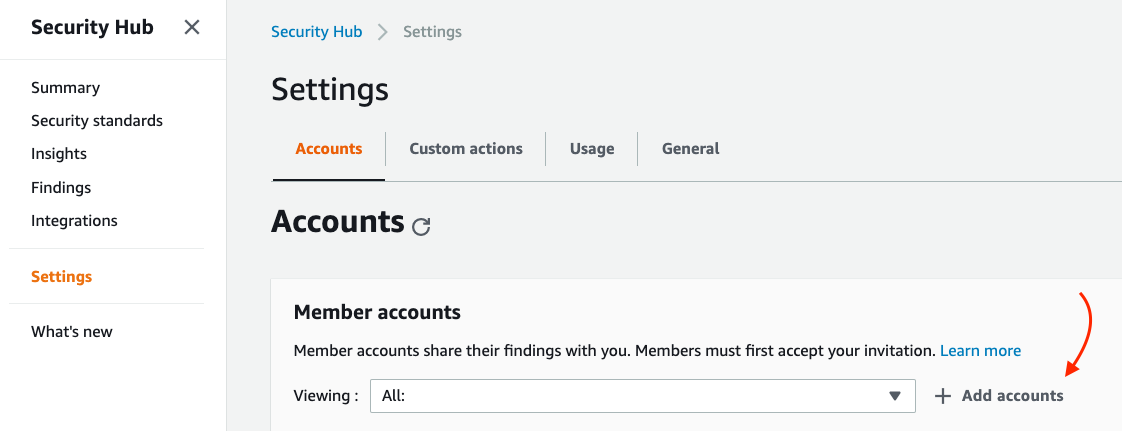 Security Hub
Summary
Security standards
Insights
Findings
Integrations
Settings
What's new
Security Hub Settings
Settings
Accounts Custom actions Usage General
Accounts
Member accounts
Member accounts share their findings with you. Members must first accept your invitation. Learn more
Viewing : All: Add accounts